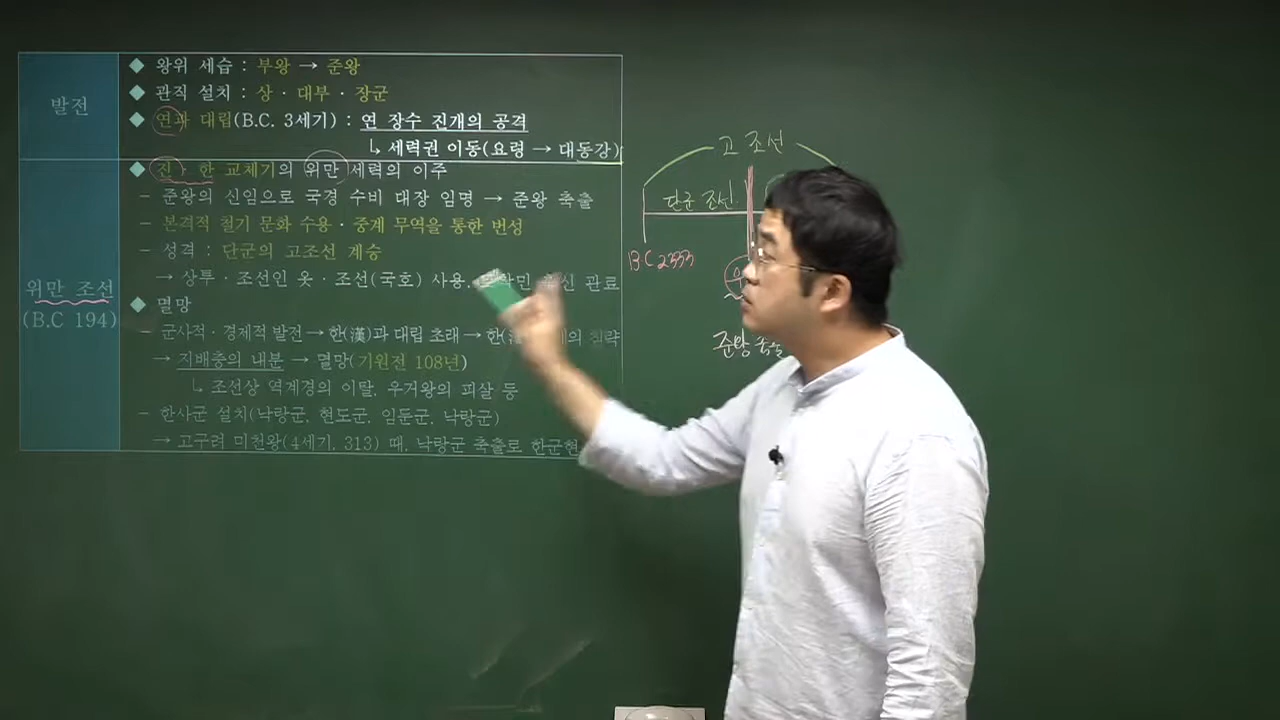 발전
◆ 왕위 세습 : 부왕 → 준왕
◆ 관직 설치 : 상 · 대부 · 장군
◆ 연과 대립(B.C. 3세기) : 연 장수 진개의 공격
↳ 세력권 이동(요령 → 대동강)
위만 조선
(B.C 194)
◆ 진 · 한 교체기의 위만 세력의 이주
- 준왕의 신임으로 국경 수비 대장 임명 → 준왕 축출
- 본격적 철기 문화 수용 · 중계 무역을 통한 번성
- 성격 : 단군의 고조선 계승
→ 상투 · 조선인 옷 · 조선(국호) 사용, 관료
◆ 멸망
- 군사적 · 경제적 발전 → 한(漢)과 대립 초래 → 한( 침략
→ 지배층의 내분 → 멸망(기원전 108년)
↳ 조선상 역계경의 이탈, 우거왕의 피살 등
- 한사군 설치(낙랑군, 현도군, 임둔군, 낙랑군)
→ 고구려 미천왕(4세기, 313) 때, 낙랑군 축출로 한군현
고조선
단군 조선
B.C 2333
준왕